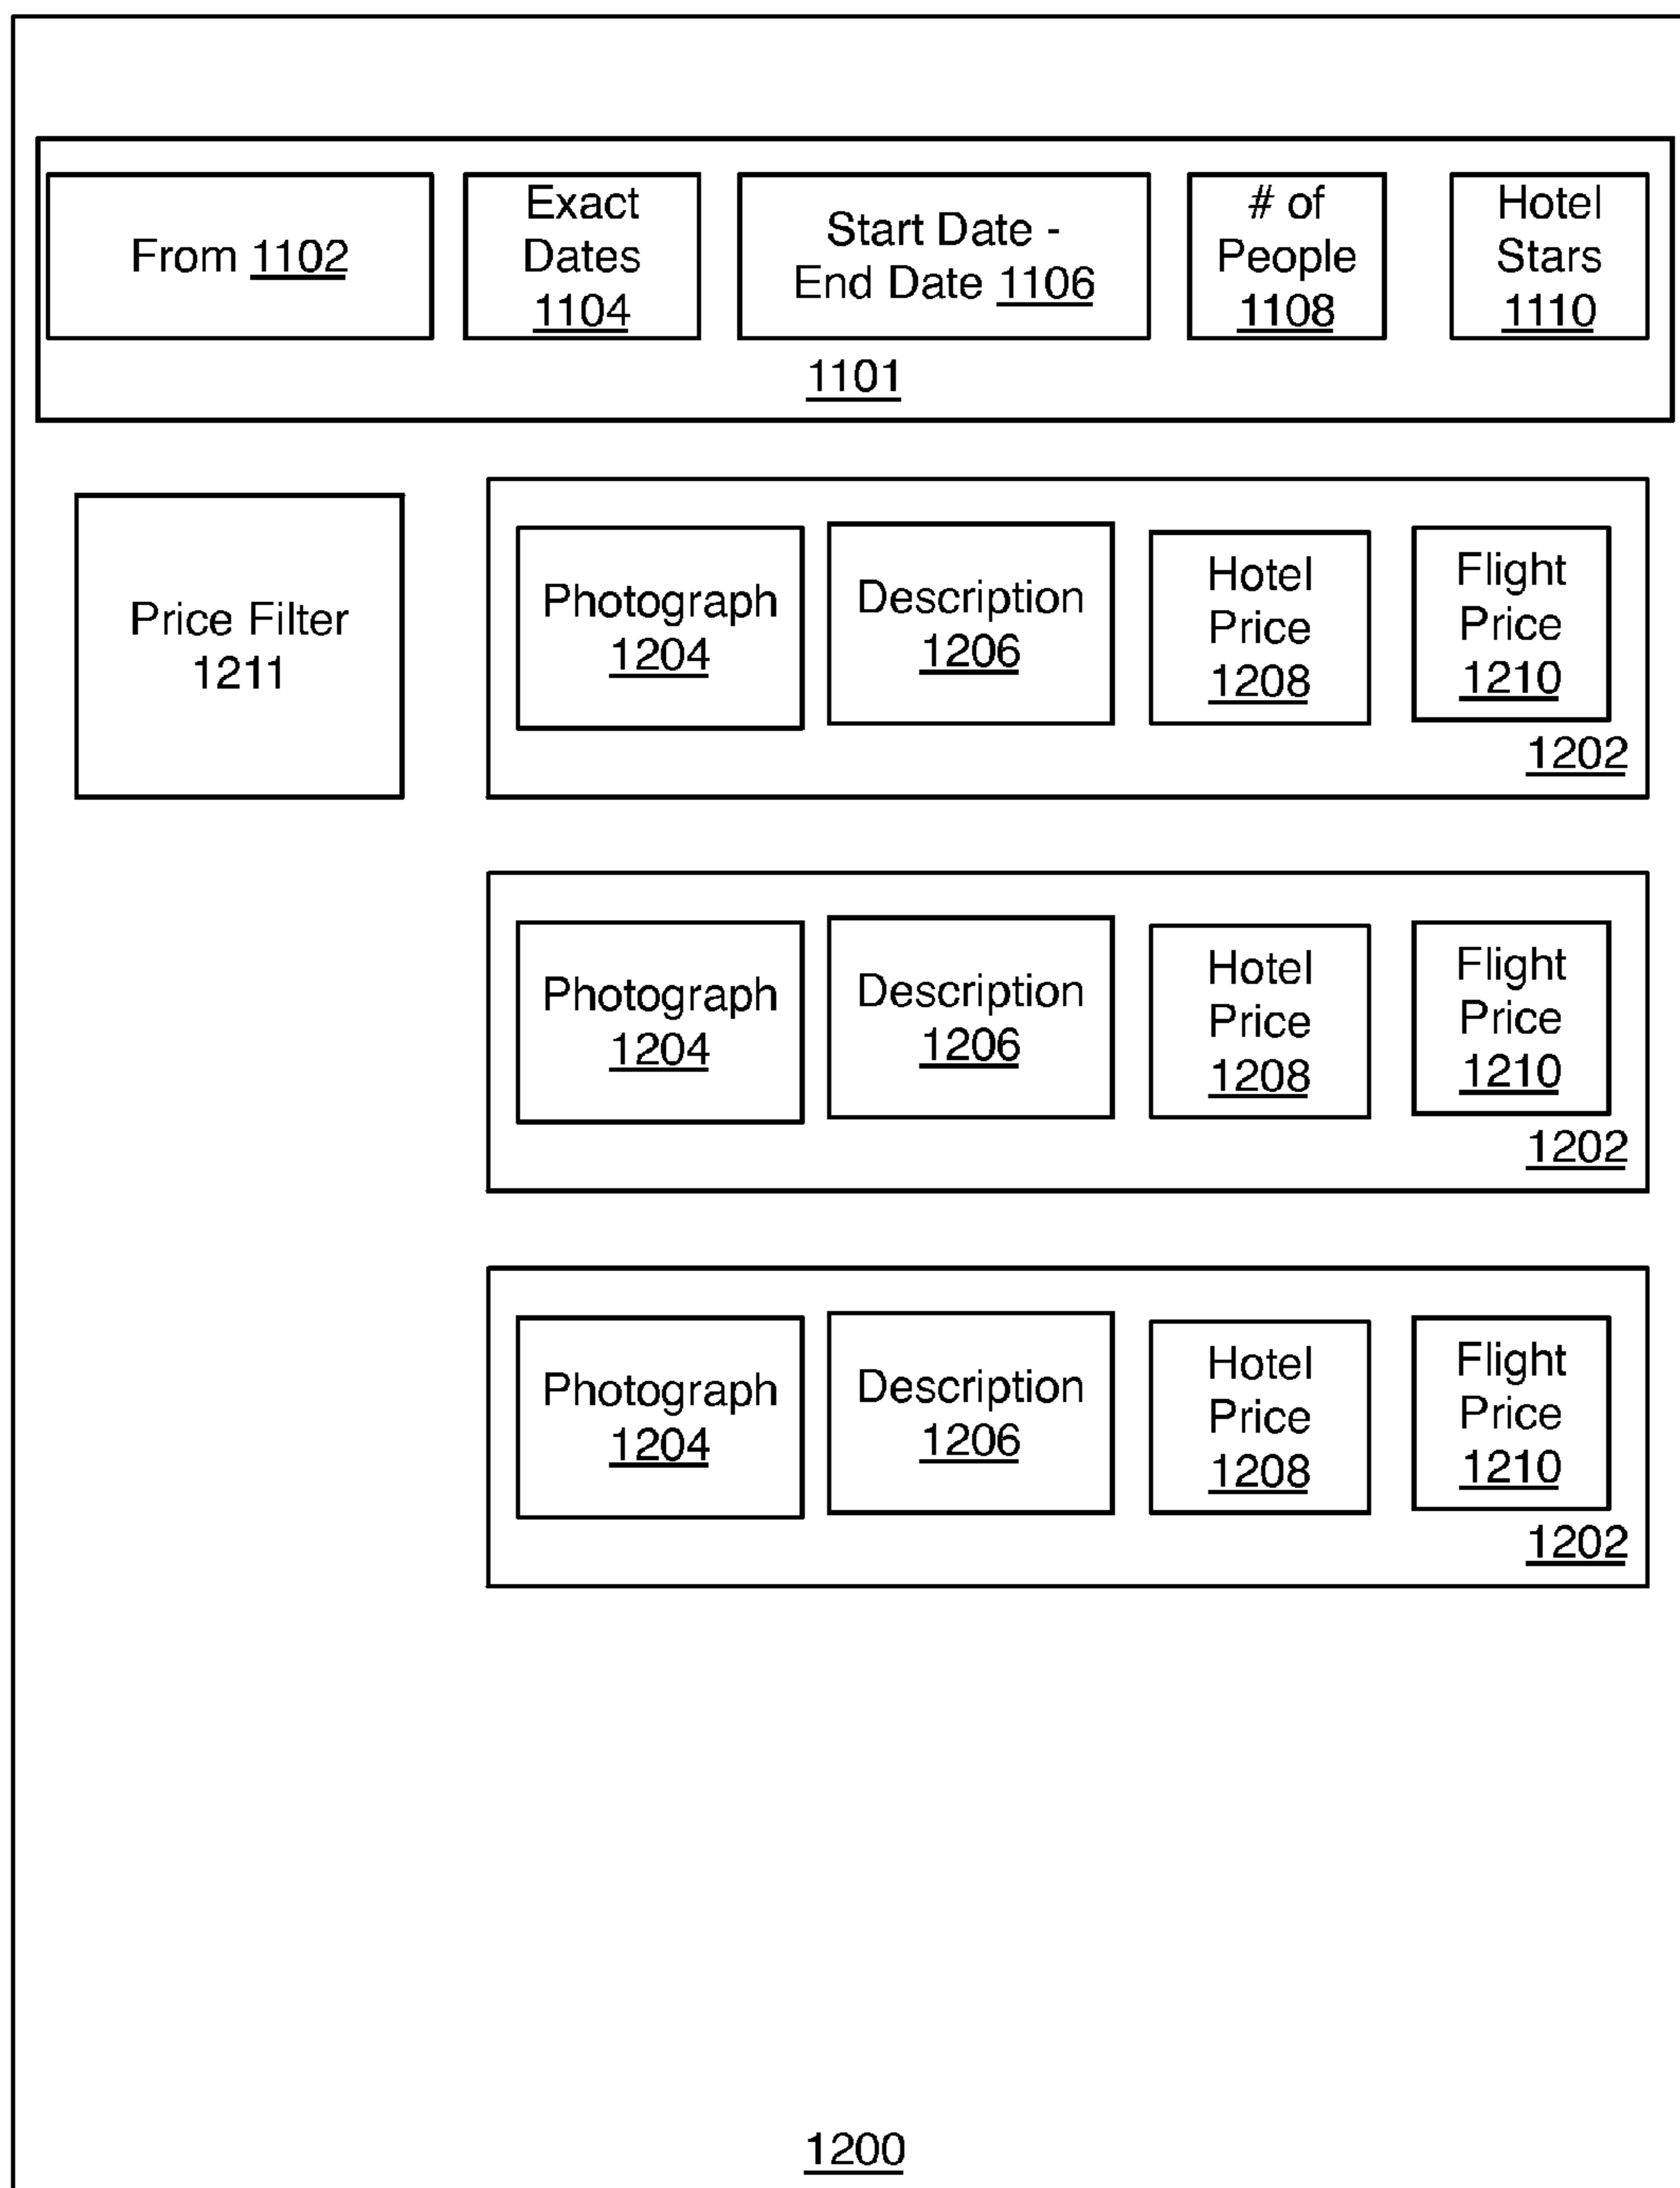 From 1102
Exact
Dates
1104
Start Date -
End Date 1106
# of
People
1108
Hotel
Stars
1110
1101
Price Filter
1211
Photograph
1204
Description
1206
Hotel
Price
1208
Flight
Price
1210
1202
Photograph
1204
Description
1206
Hotel
Price
1208
Flight
Price
1210
1202
Photograph
1204
Description
1206
Hotel
Price
1208
Flight
Price
1210
1202
1200